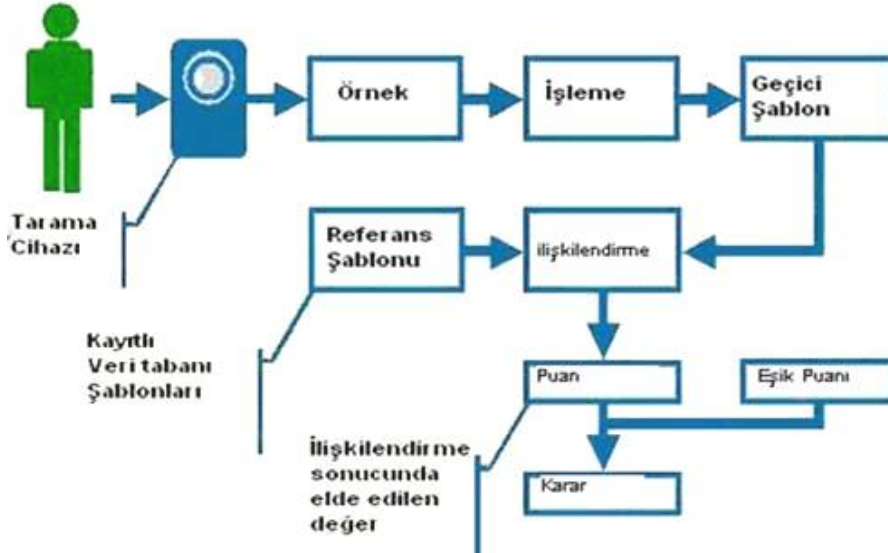 Örnek
İşleme
Geçici
Şablon
Tarama
Cihazı
Referans
Şablonu
ilişkilendirme
Kayıtlı
Veri tabanı
Şablonları
Puan
Eşik Puanı
İlişkilendirme
sonucunda
elde edilen
değer
Karar